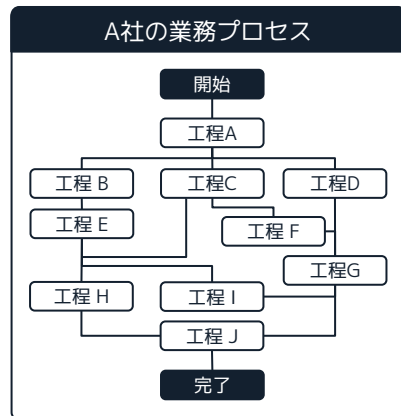 A社の業務プロセス
開始
工程A
工程 B
工程C
工程D
工程 E
工程 F
工程G
工程 H
工程 I
工程 J
完了